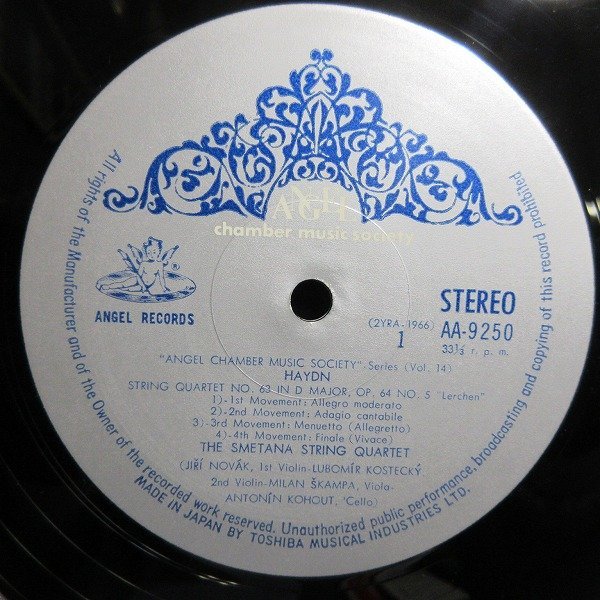 ANGEL
chamber music society
ANGEL RECORDS
STEREO
AA-9250
33⅓ r. p. m.
(2YRA-1966)
1
"ANGEL CHAMBER MUSIC SOCIETY" Series (Vol. 14)
HAYDN
STRING QUARTET NO. 63 IN D MAJOR, OP. 64 NO. 5 "Lerchen"
1)-1st Movement: Allegro moderato
2)-2nd Movement: Adagio cantabile
3)-3rd Movement: Menuetto (Allegretto)
4)-4th Movement: Finale (Vivace)
THE SMETANA STRING QUARTET
(JIŘÍ NOVÁK, 1st Violin-LUBOMÍR KOSTECKÝ
2nd Violin-MILAN ŠKAMPA, Viola-
ANTONÍN KOHOUT, 'Cello)
All rights of the Manufacturer and of the Owner of the recorded work reserved. Unauthorized public performance, broadcasting and copying of this record prohibited
MADE IN JAPAN BY TOSHIBA MUSICAL INDUSTRIES LTD.